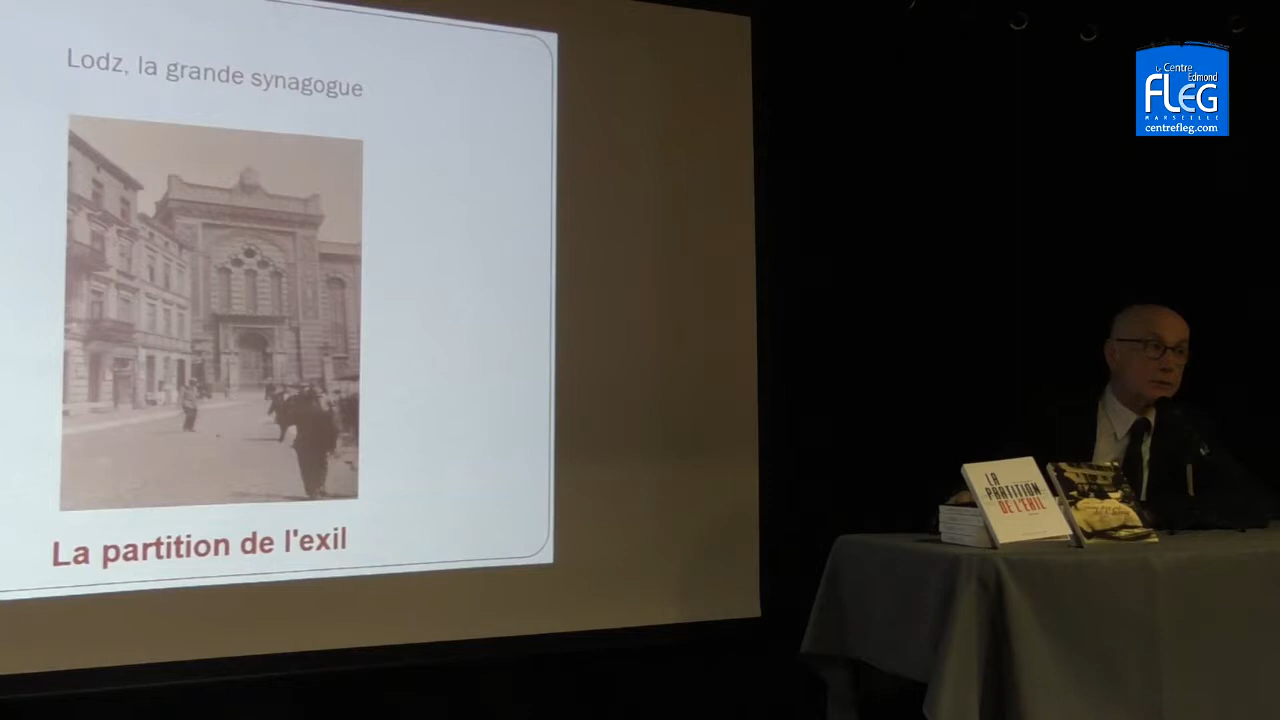 Lodz, la grande synagogue
La partition de l'exil
Le Centre
Edmond
FLEG
MARSEILLE
centrefleg.com
LA
PARTITION
DE L'EXIL